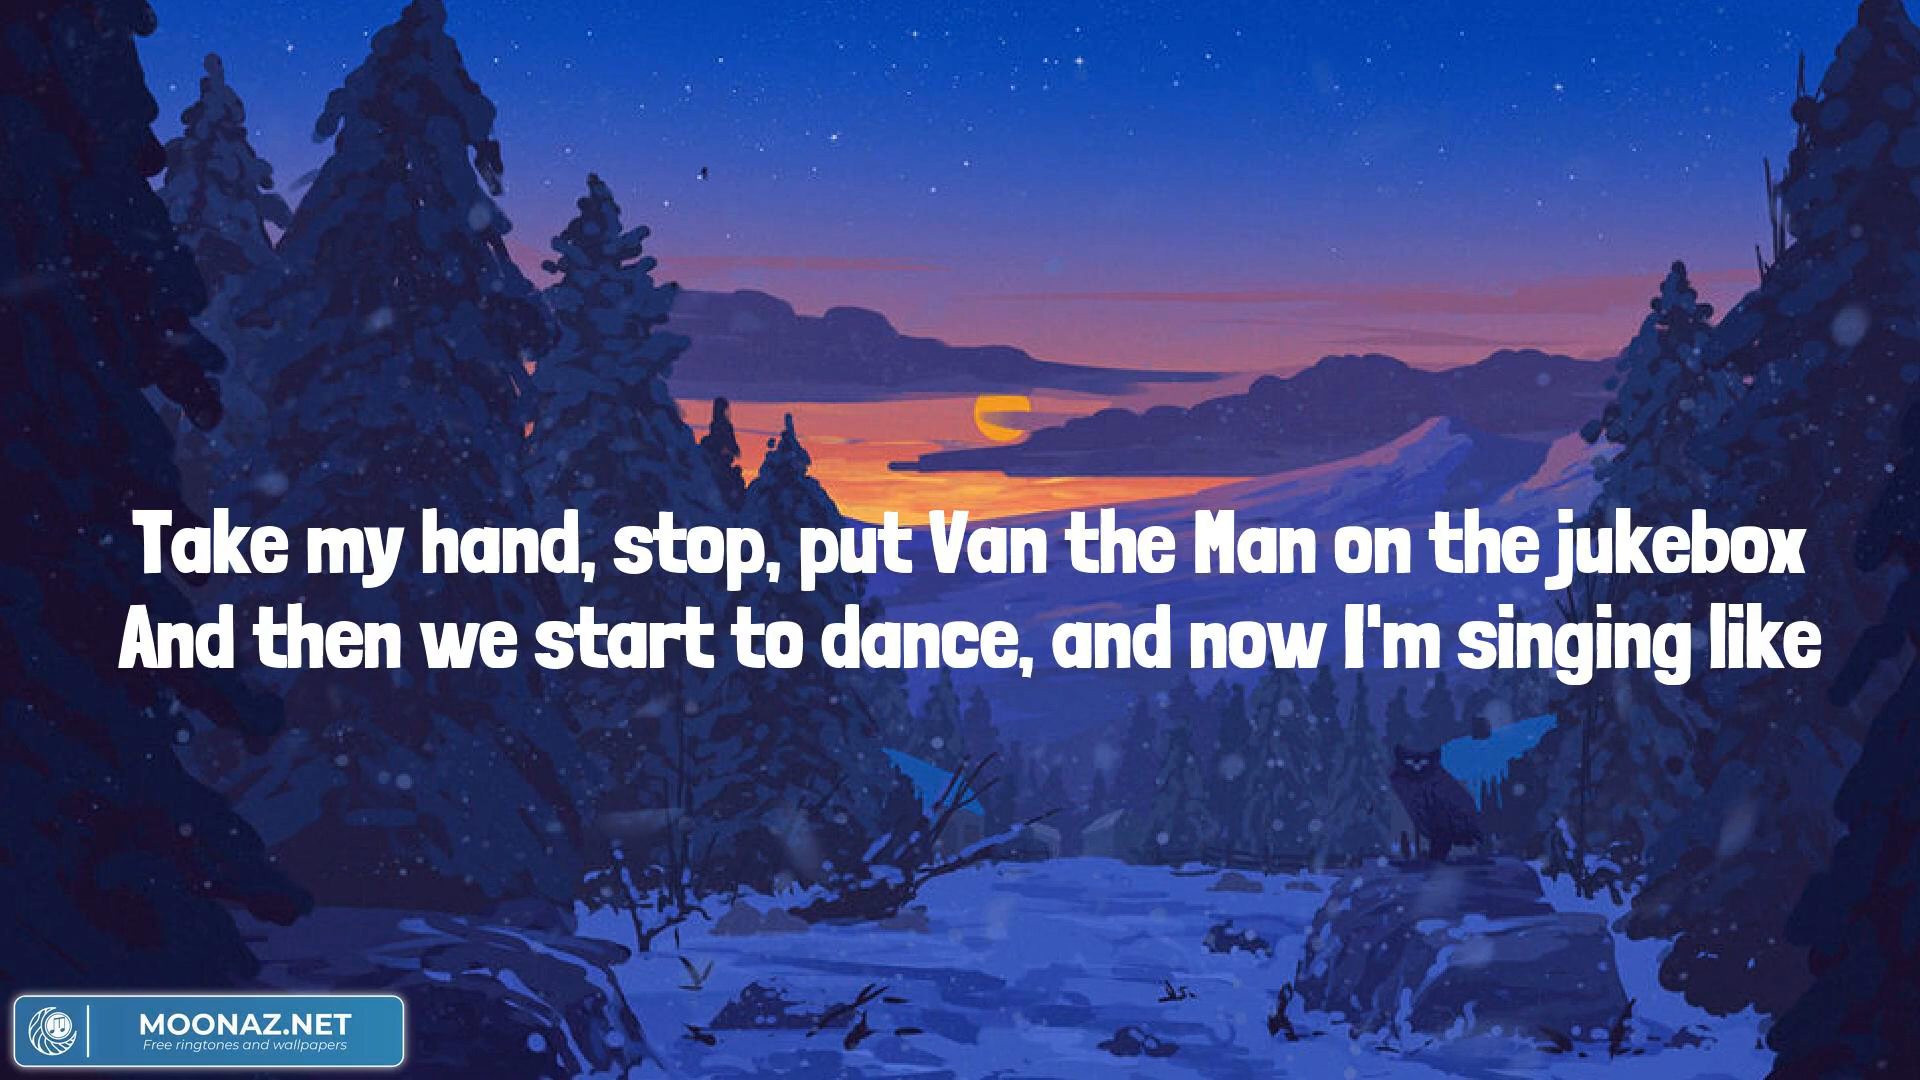 Take my hand, stop, put Van the Man on the jukebox
And then we start to dance, and now I'm singing like
MOONAZ.NET
Free ringtones and wallpapers